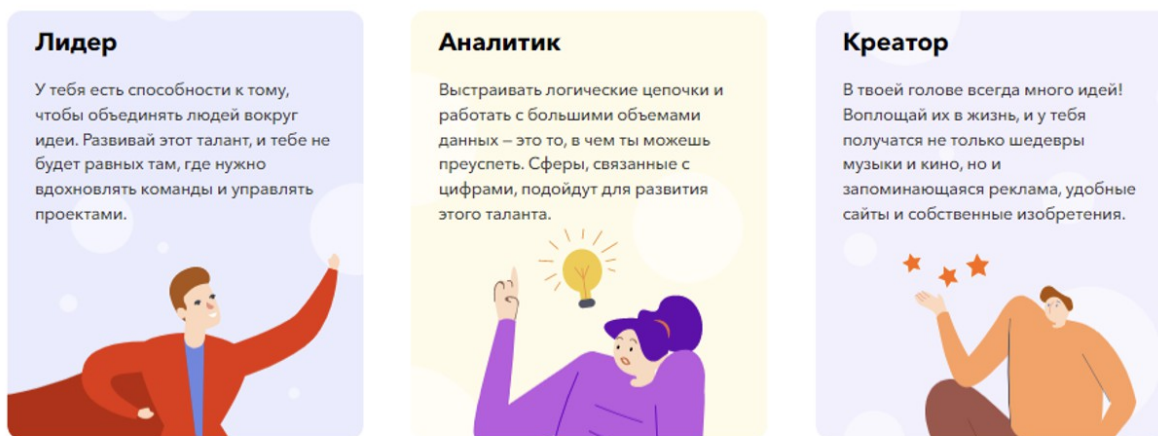 Лидер
У тебя есть способности к тому,
чтобы объединять людей вокруг
идеи. Развивай этот талант, и тебе не
будет равных там, где нужно
вдохновлять команды и управлять
проектами.
Аналитик
Выстраивать логические цепочки и
работать с большими объемами
данных – это то, в чем ты можешь
преуспеть. Сферы, связанные с
цифрами, подойдут для развития
этого таланта.
Креатор
В твоей голове всегда много идей!
Воплощай их в жизнь, и у тебя
получатся не только шедевры
музыки и кино, но и
запоминающаяся реклама, удобные
сайты и собственные изобретения.